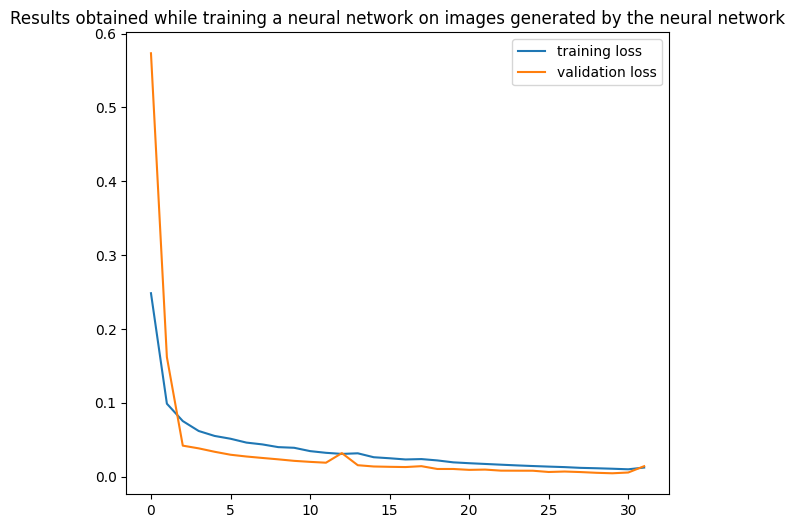 Results obtained while training a neural network on images generated by the neural network
training loss
validation loss
0.6
0.5
0.4
0.3
0.2
0.1
0.0
0 5 10 15 20 25 30